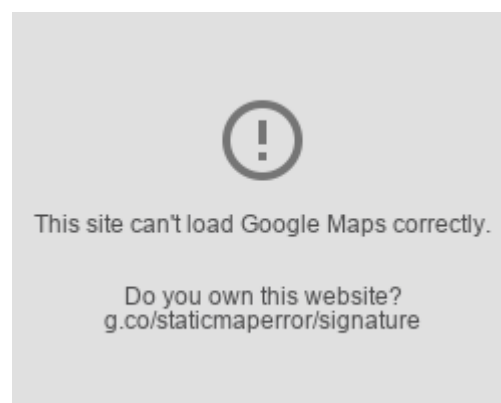 This site can't load Google Maps correctly.
Do you own this website?
g.co/staticmaperror/signature